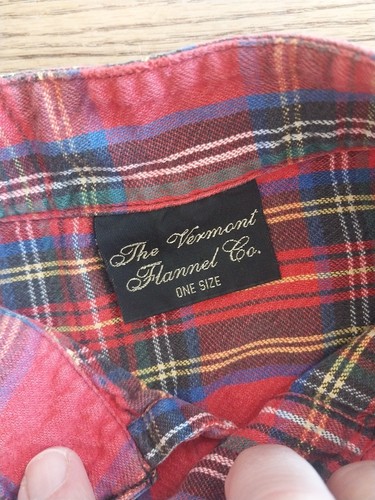 The Vermont
Flannel Co.
ONE SIZE